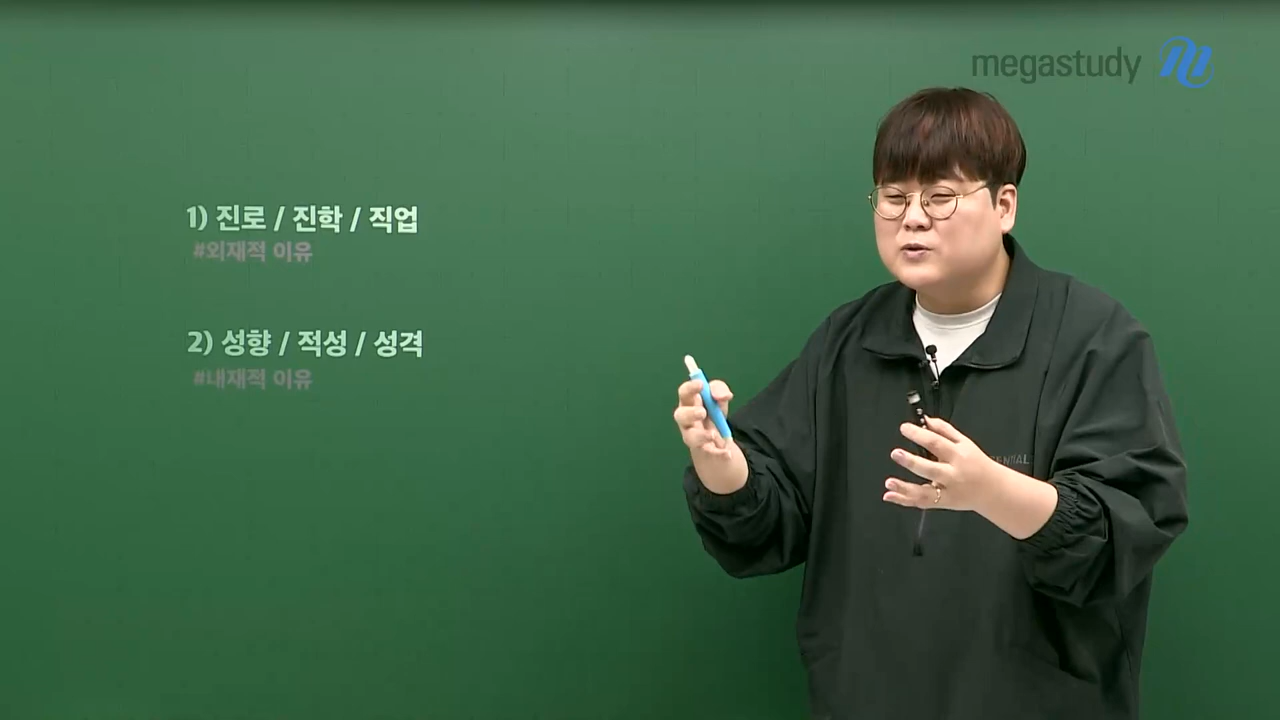 megastudy
1) 진로 / 진학 / 직업
#외재적 이유
2) 성향 / 적성 / 성격
#내재적 이유